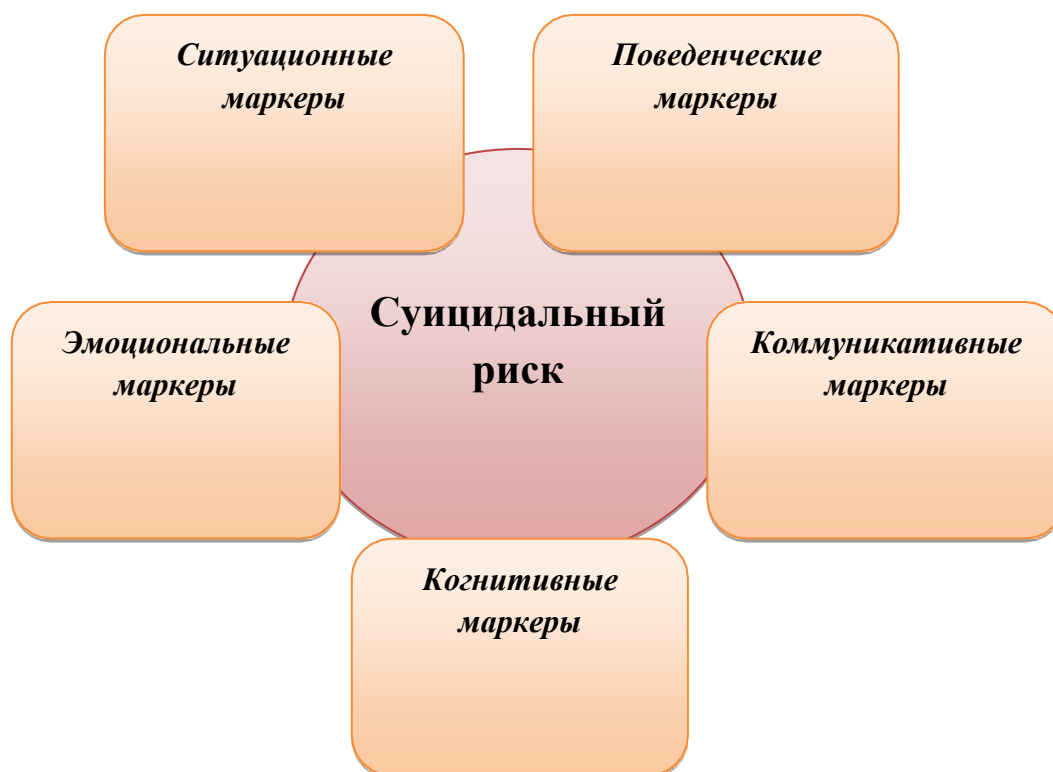 Ситуационные
маркеры
Поведенческие
маркеры
Суицидальный
риск
Эмоциональные
маркеры
Коммуникативные
маркеры
Когнитивные
маркеры